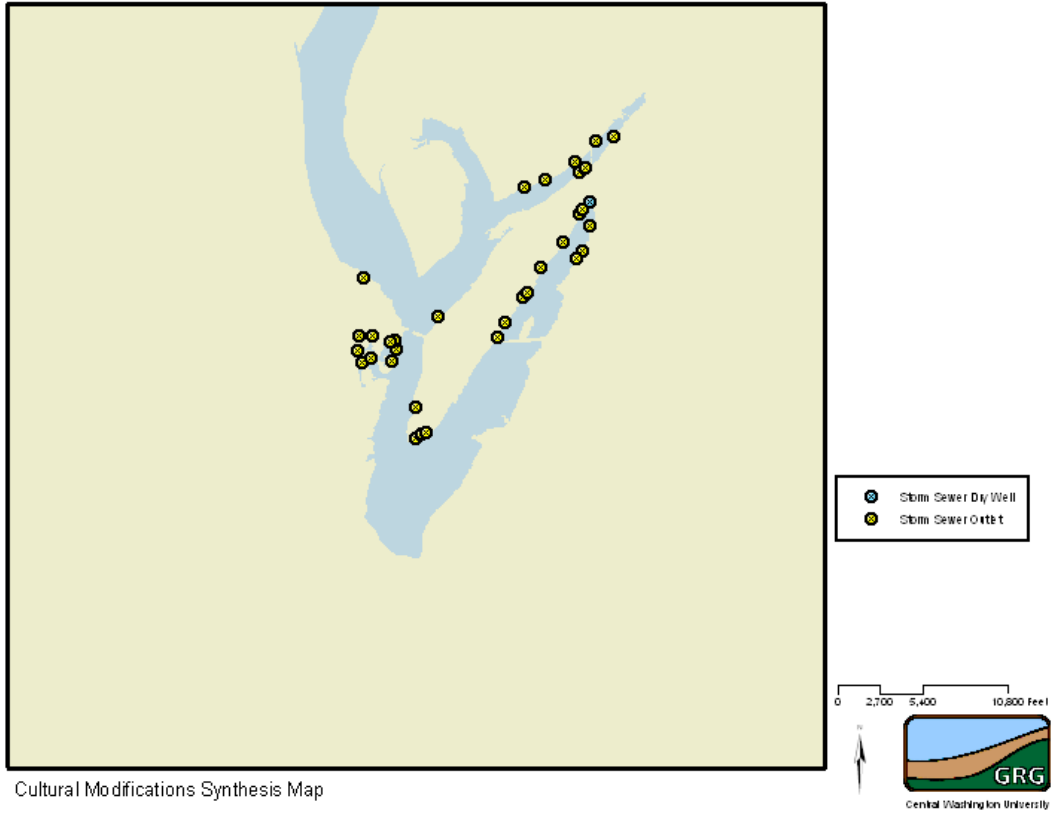 Storm Sewer Dry Well
Storm Sewer Outlet
0 2,700 5,400 10,800 Feet
N
GRG
Central Washington University
Cultural Modifications Synthesis Map